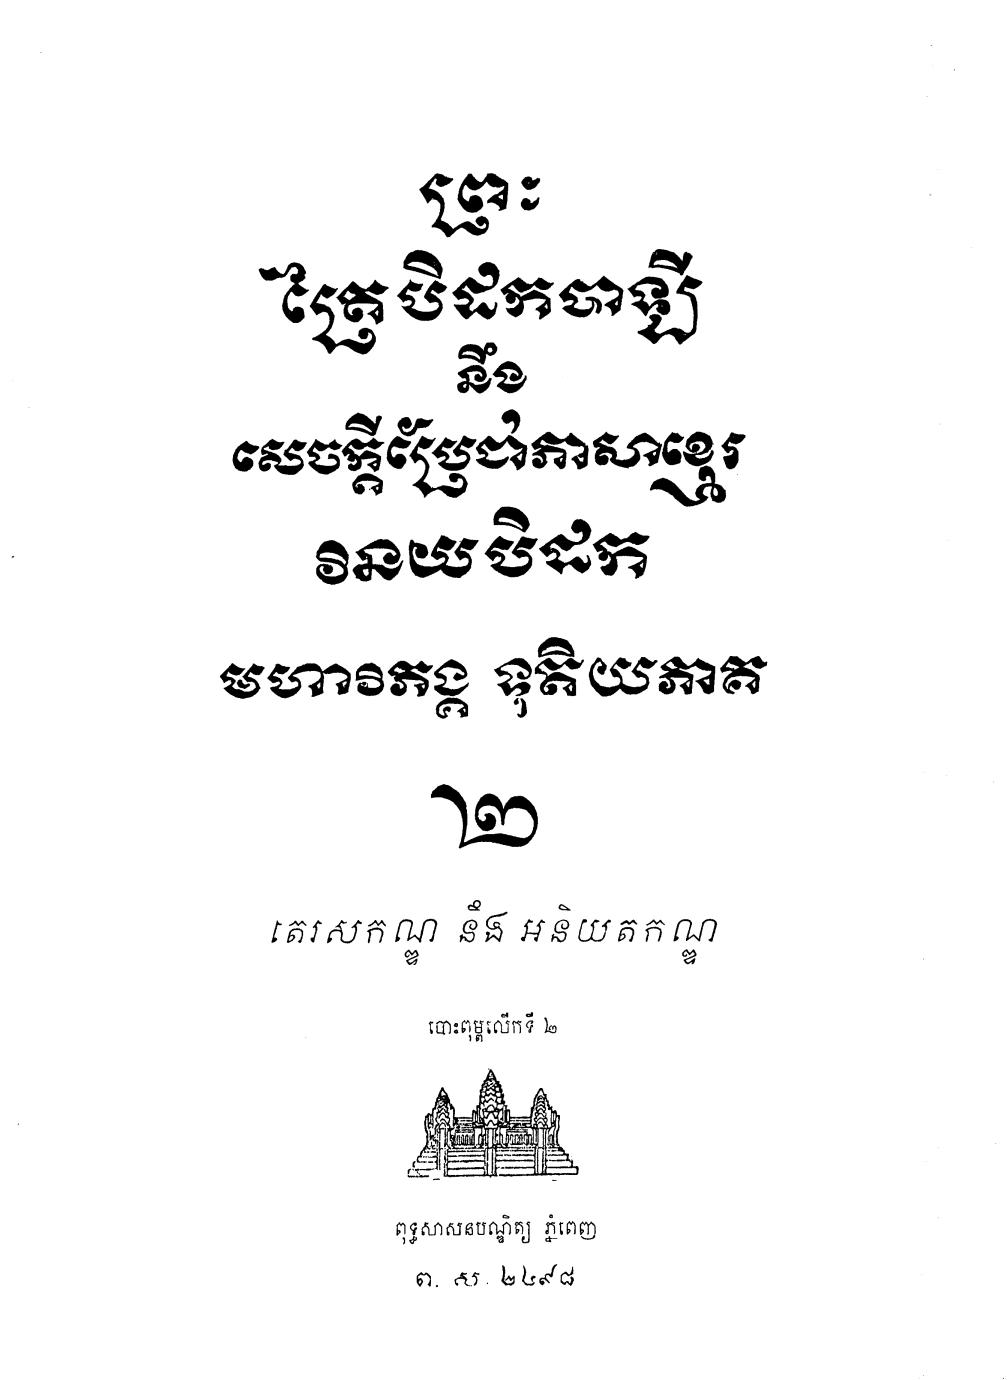 ព្រះ
ត្រៃបិដកបាឡី
នឹង
សេចក្ដីប្រែជាភាសាខ្មែរ
វិនយបិដក
មហាវិភង្គ ទុតិយភាគ
២
តេរសកណ្ឌ នឹង អនិយតកណ្ឌ
បោះពុម្ពលើកទី ២
ពុទ្ធសាសនបណ្ឌិត្យ ភ្នំពេញ
ព. ស. ២៤៩៨